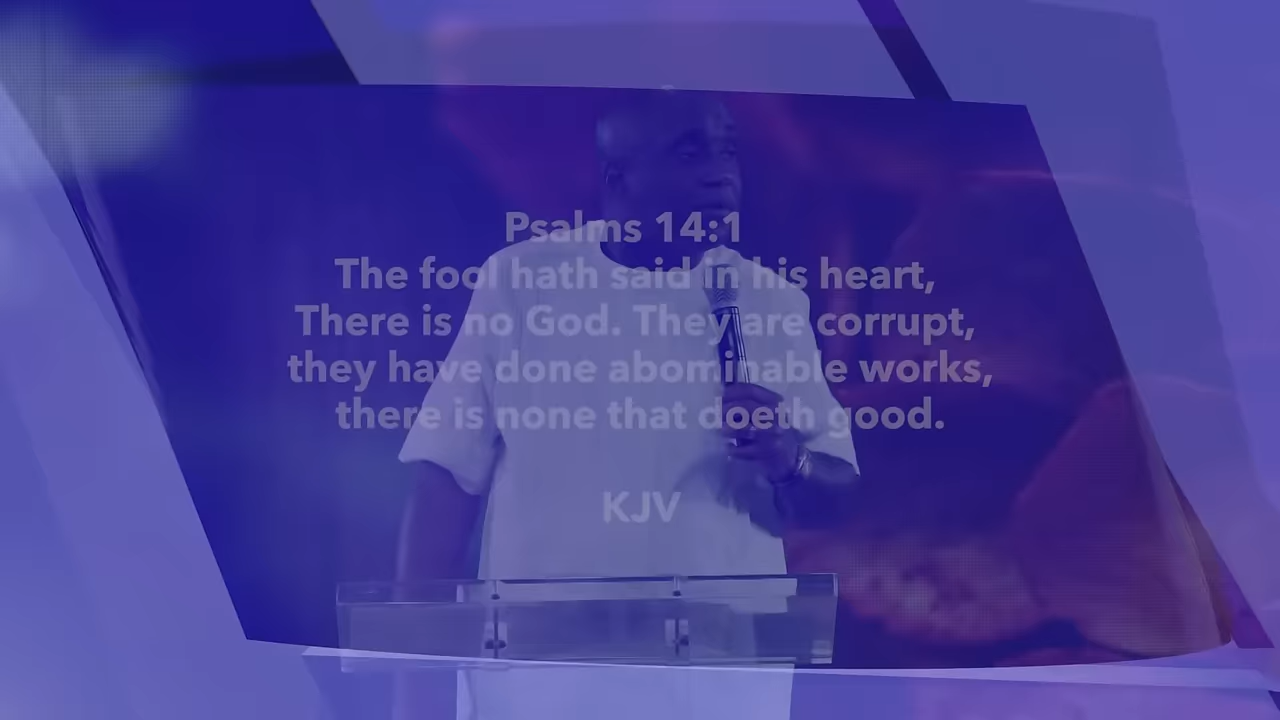 Psalms 14:1
The fool hath said in his heart,
There is no God. They are corrupt,
they have done abominable works,
there is none that doeth good.
KJV